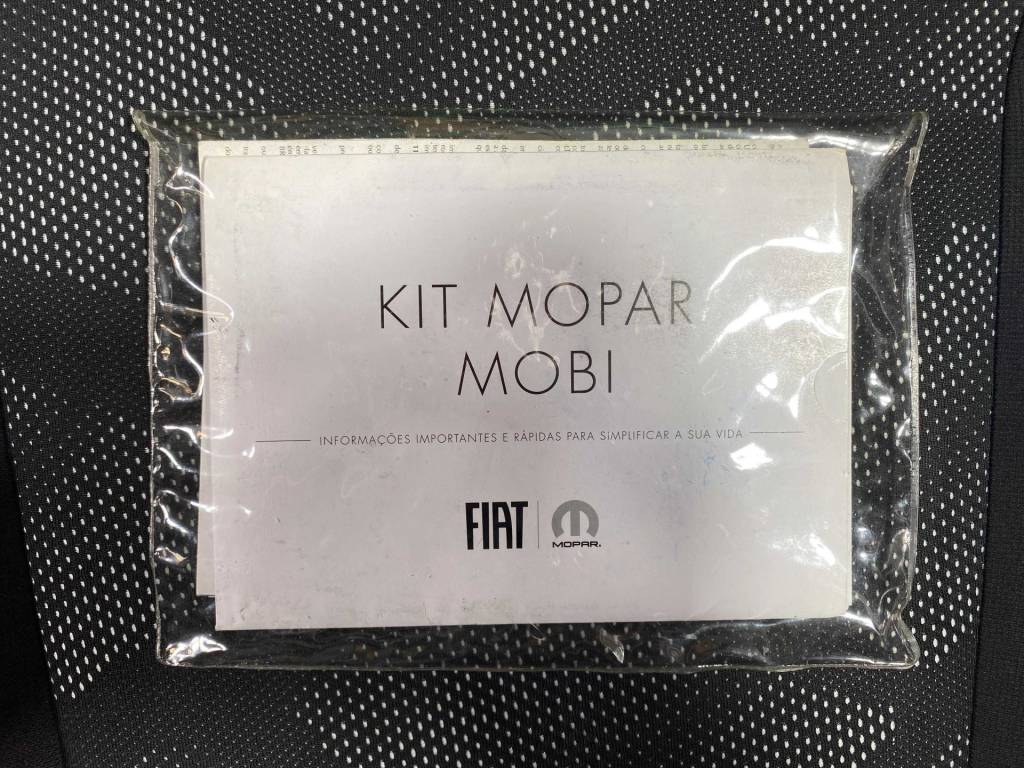 KIT MOPAR
MOBI
INFORMAÇÕES IMPORTANTES E RÁPIDAS PARA SIMPLIFICAR A SUA VIDA
FIAT
MOPAR®